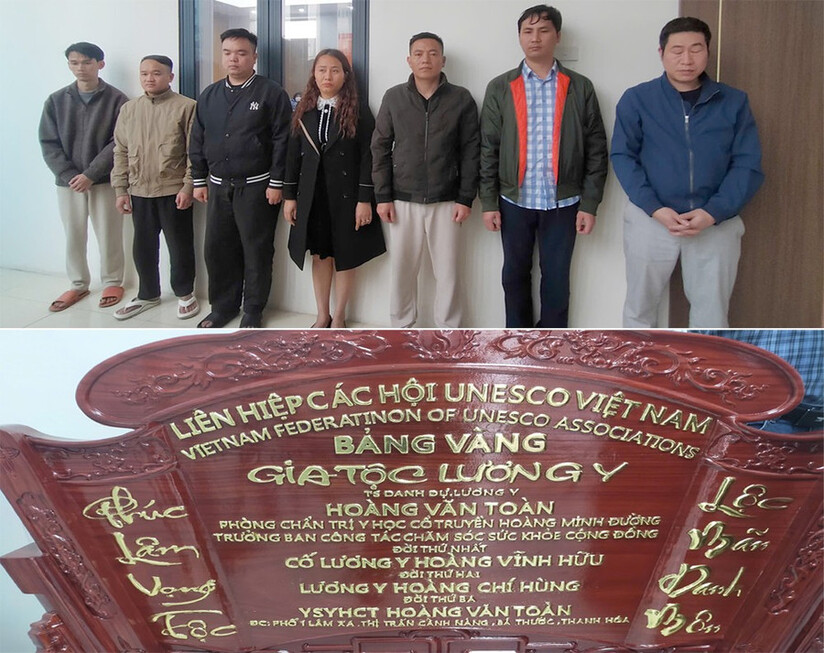 NY
LIÊN HIỆP CÁC HỘI UNESCO VIỆT NAM
VIETNAM FEDERATINON OF UNESCO ASSOCIATIONS
BẢNG VÀNG
GIA TỘC LƯƠNG Y
TS DANH DỰ, LƯƠNG Y
HOÀNG VĂN TOÀN
PHÒNG CHẨN TRỊ Y HỌC CỔ TRUYỀN HOÀNG MINH ĐƯỜNG
TRƯỞNG BAN CÔNG TÁC CHĂM SÓC SỨC KHỎE CỘNG ĐỒNG
ĐỜI THỨ NHẤT
CỐ LƯƠNG Y HOÀNG VĨNH HỮU
ĐỜI THỨ HAI
LƯƠNG Y HOÀNG CHÍ HÙNG
ĐỜI THỨ BA
YSYHCT HOÀNG VĂN TOÀN
ĐC: PHỐ 1 LÂM XA, THỊ TRẤN CÀNH NÀNG, BÁ THƯỚC, THANH HÓA
Phúc
Lâm
Vọng
Tộc
Lộc
Mãn
Danh
Môn